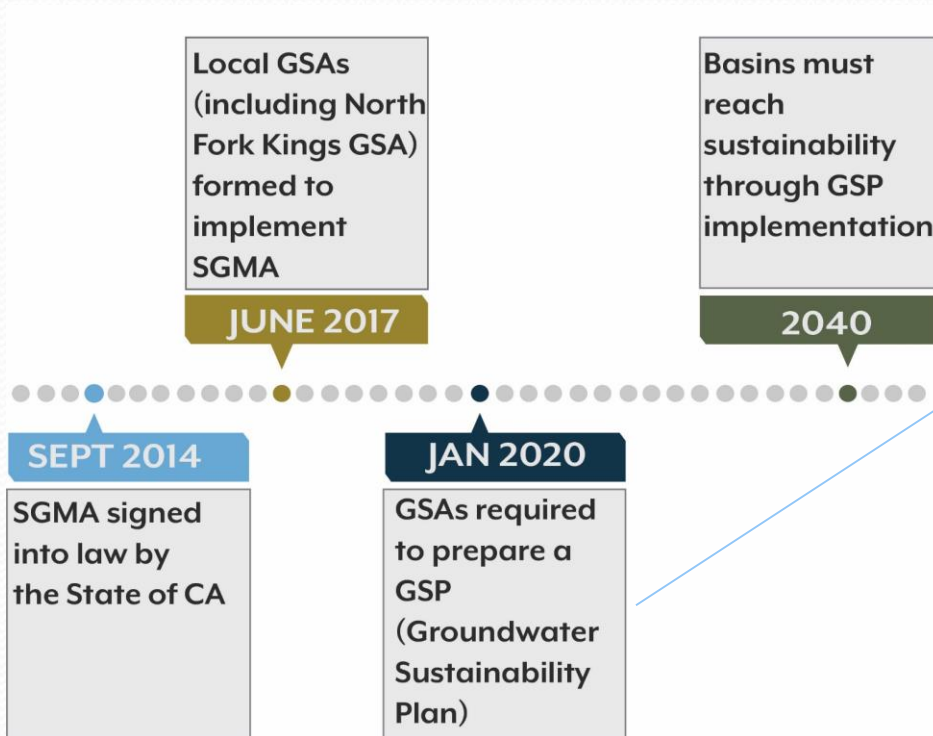 Local GSAs
(including North
Fork Kings GSA)
formed to
implement
SGMA
JUNE 2017
Basins must
reach
sustainability
through GSP
implementation
2040
SEPT 2014
SGMA signed
into law by
the State of CA
JAN 2020
GSAs required
to prepare a
GSP
(Groundwater
Sustainability
Plan)